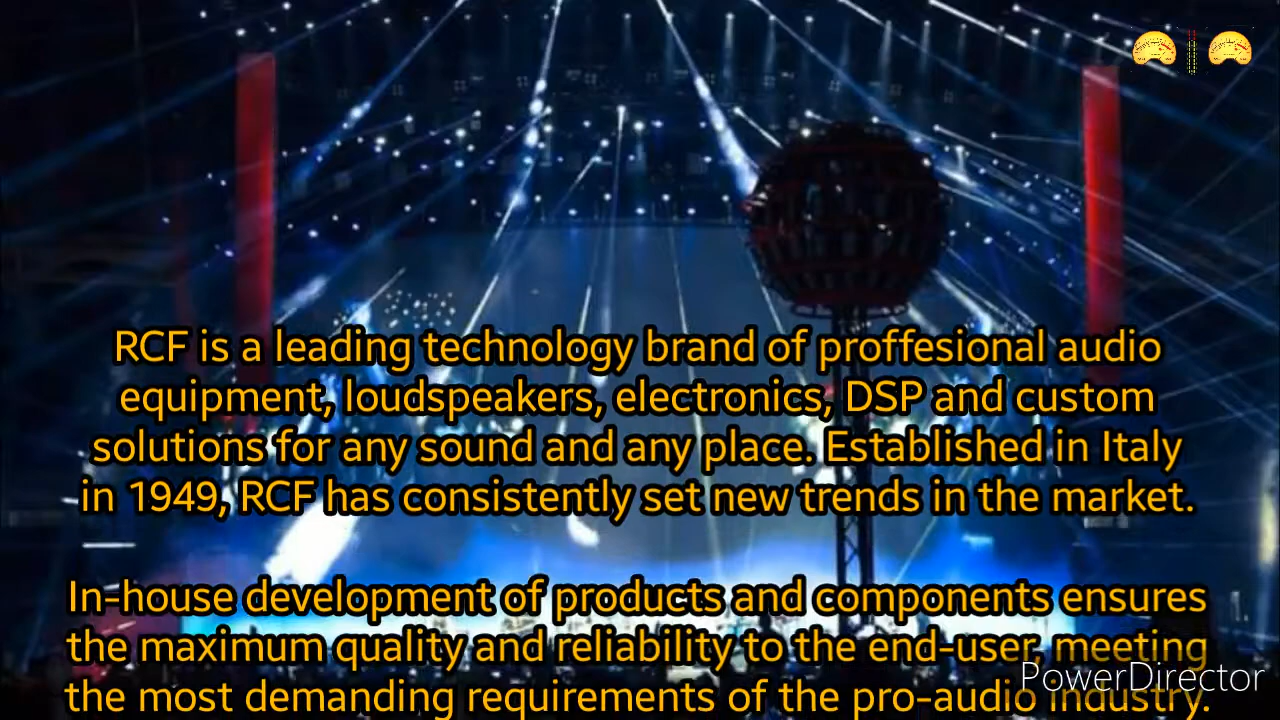 RCF is a leading technology brand of proffesional audio
equipment, loudspeakers, electronics, DSP and custom
solutions for any sound and any place. Established in Italy
in 1949, RCF has consistently set new trends in the market.
In-house development of products and components ensures
the maximum quality and reliability to the end-user, meeting
the most demanding requirements of the pro-audio industry.
PowerDirector